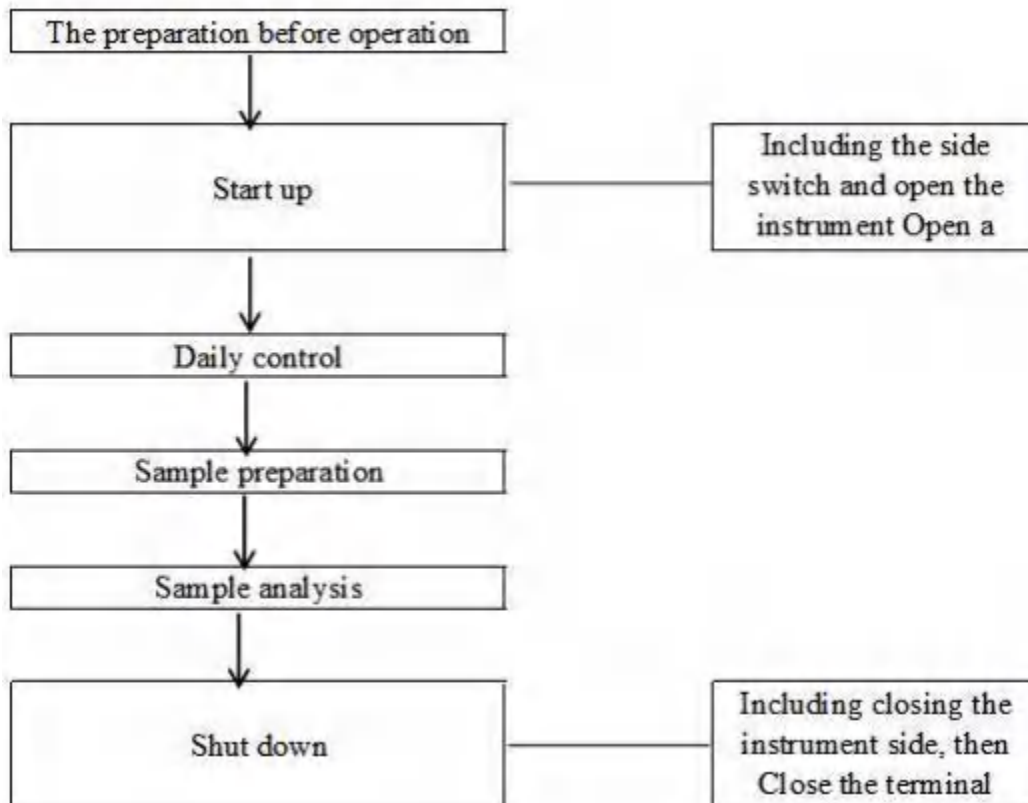 The preparation before operation
Start up
Including the side
switch and open the
instrument Open a
Daily control
Sample preparation
Sample analysis
Shut down
Including closing the
instrument side, then
Close the terminal